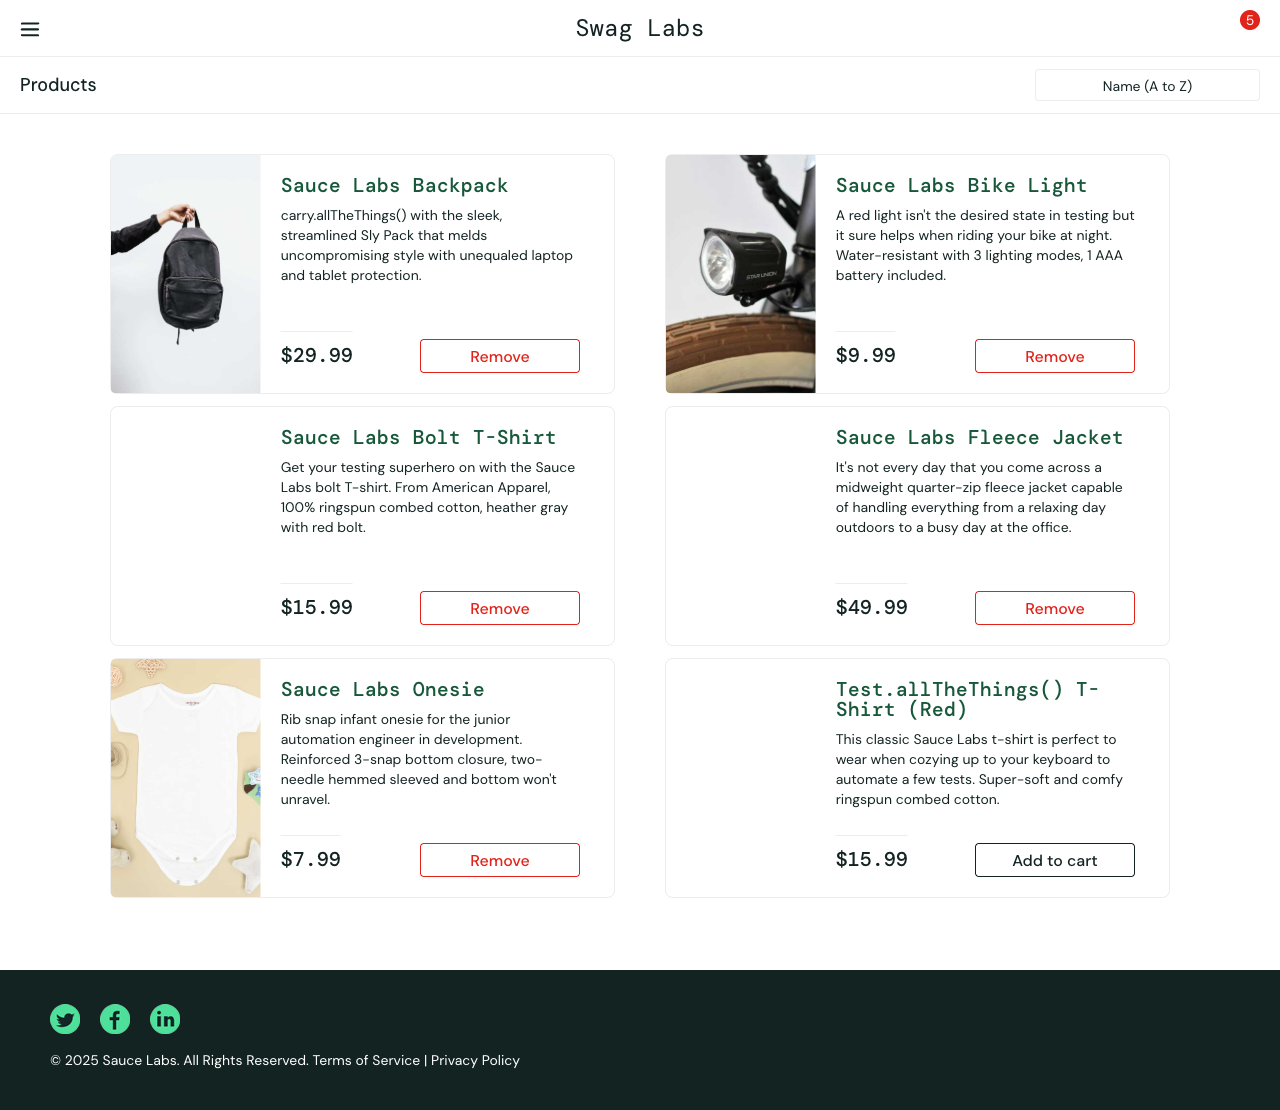 Swag Labs
5
Products
Name (A to Z)
Sauce Labs Backpack
carry.allTheThings() with the sleek,
streamlined Sly Pack that melds
uncompromising style with unequaled laptop
and tablet protection.
$29.99
Remove
STAR UNION
Sauce Labs Bike Light
A red light isn't the desired state in testing but
it sure helps when riding your bike at night.
Water-resistant with 3 lighting modes, 1 AAA
battery included.
$9.99
Remove
Sauce Labs Bolt T-Shirt
Get your testing superhero on with the Sauce
Labs bolt T-shirt. From American Apparel,
100% ringspun combed cotton, heather gray
with red bolt.
$15.99
Remove
Sauce Labs Fleece Jacket
It's not every day that you come across a
midweight quarter-zip fleece jacket capable
of handling everything from a relaxing day
outdoors to a busy day at the office.
$49.99
Remove
Sauce Labs Onesie
Rib snap infant onesie for the junior
automation engineer in development.
Reinforced 3-snap bottom closure, two-
needle hemmed sleeved and bottom won't
unravel.
$7.99
Remove
Test.allTheThings() T-
Shirt (Red)
This classic Sauce Labs t-shirt is perfect to
wear when cozying up to your keyboard to
automate a few tests. Super-soft and comfy
ringspun combed cotton.
$15.99
Add to cart
© 2025 Sauce Labs. All Rights Reserved. Terms of Service | Privacy Policy